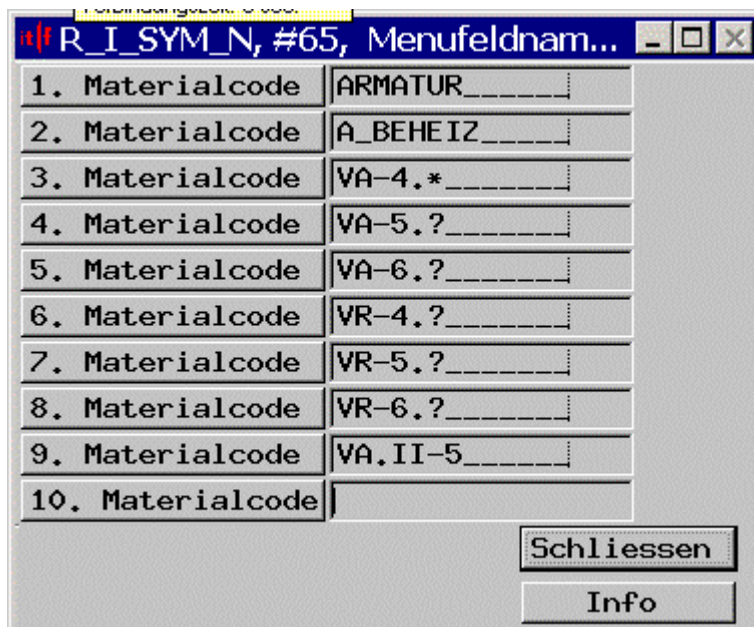 R_I_SYM_N, #65, Menufeldnam...
1. Materialcode ARMATUR______
2. Materialcode A_BEHEIZ_____
3. Materialcode VA-4.*_______
4. Materialcode VA-5.?_______
5. Materialcode VA-6.?_______
6. Materialcode VR-4.?_______
7. Materialcode VR-5.?_______
8. Materialcode VR-6.?_______
9. Materialcode VA.II-5______
10. Materialcode
Schliessen
Info